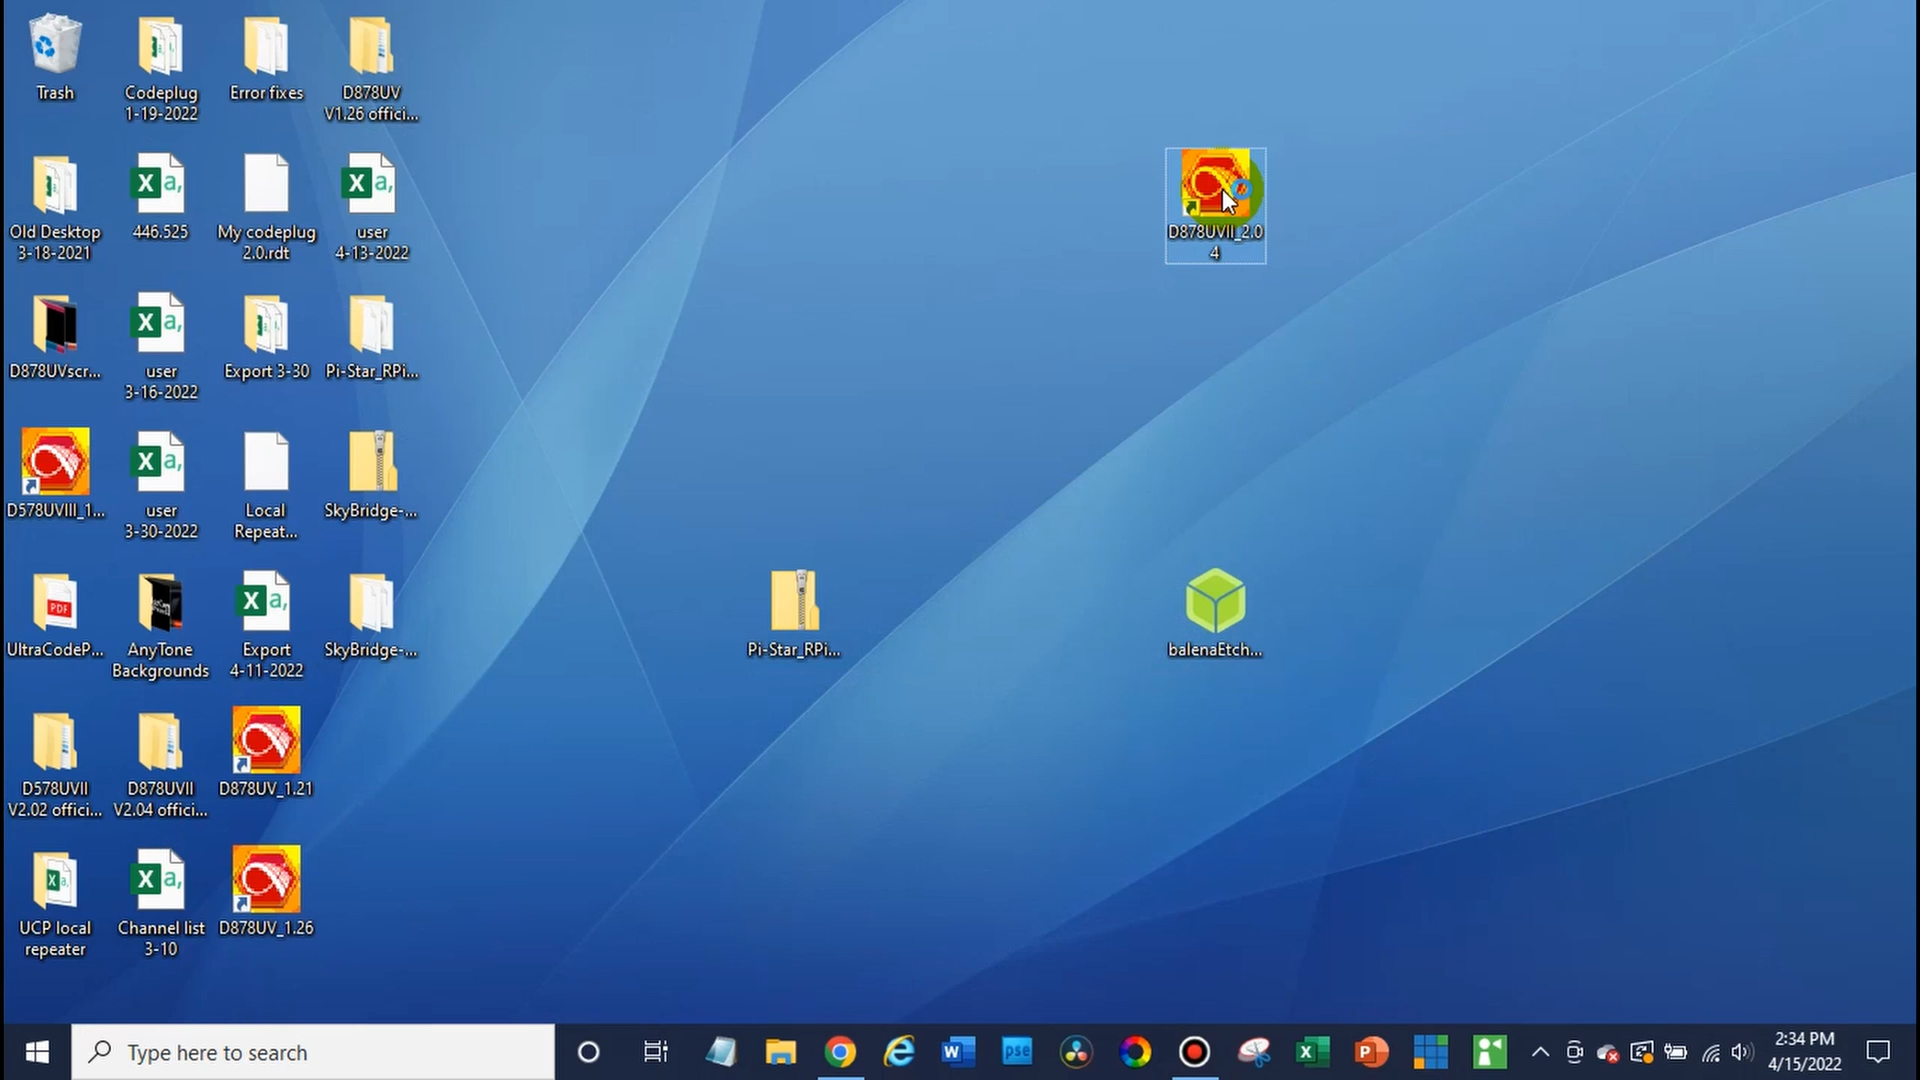 Trash
Codeplug
1-19-2022
Error fixes
D878UV
V1.26 offici...
Old Desktop
3-18-2021
446.525
My codeplug
2.0.rdt
user
4-13-2022
D878UVII_2.0
4
D878UVscr...
user
3-16-2022
Export 3-30
Pi-Star_RPi...
D578UVIII_1...
user
3-30-2022
Local
Repeat...
SkyBridge-...
UltraCodeP...
AnyTone
Backgrounds
Export
4-11-2022
SkyBridge-...
Pi-Star_RPi...
balenaEtch...
D578UVII
V2.02 offici...
D878UVII
V2.04 offici...
D878UV_1.21
UCP local
repeater
Channel list
3-10
D878UV_1.26
Type here to search
2:34 PM
4/15/2022